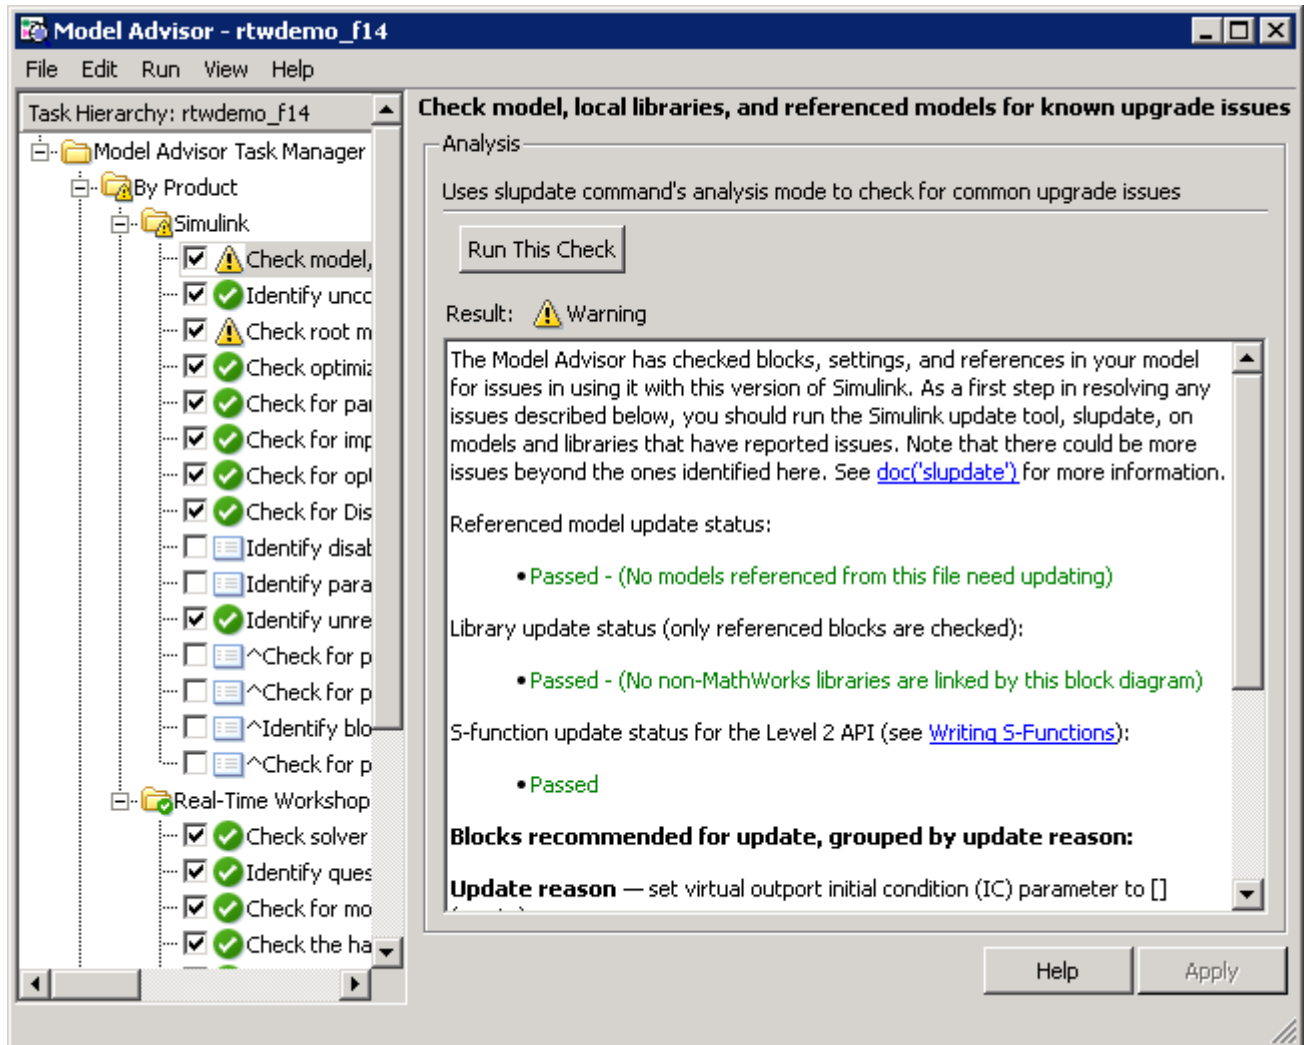 Model Advisor - rtwdemo_f14
File Edit Run View Help
Task Hierarchy: rtwdemo_f14
Model Advisor Task Manager
By Product
Simulink
Check model,
Identify unco
Check root m
Check optimiz
Check for par
Check for imp
Check for opt
Check for Dis
Identify disab
Identify para
Identify unre
^Check for p
^Check for p
^Identify blo
^Check for p
Real-Time Workshop
Check solver
Identify ques
Check for mo
Check the ha
Check model, local libraries, and referenced models for known upgrade issues
Analysis
Uses slupdate command's analysis mode to check for common upgrade issues
Run This Check
Result: Warning
The Model Advisor has checked blocks, settings, and references in your model
for issues in using it with this version of Simulink. As a first step in resolving any
issues described below, you should run the Simulink update tool, slupdate, on
models and libraries that have reported issues. Note that there could be more
issues beyond the ones identified here. See doc('slupdate') for more information.
Referenced model update status:
• Passed - (No models referenced from this file need updating)
Library update status (only referenced blocks are checked):
• Passed - (No non-MathWorks libraries are linked by this block diagram)
S-function update status for the Level 2 API (see Writing S-Functions):
• Passed
Blocks recommended for update, grouped by update reason:
Update reason — set virtual outport initial condition (IC) parameter to []
Help
Apply